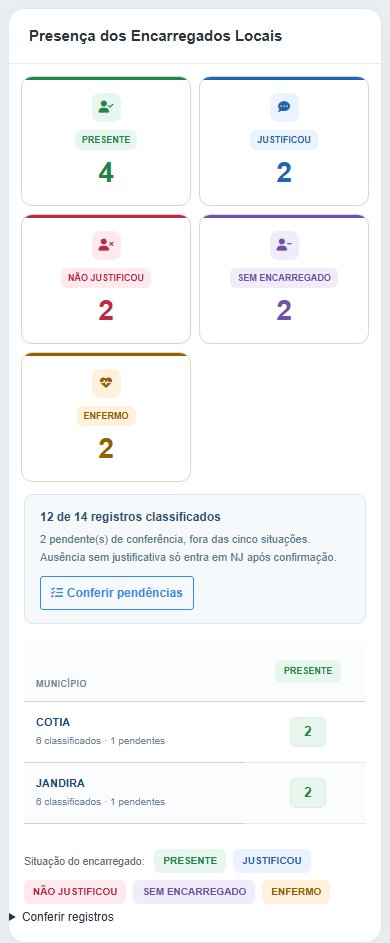 Presença dos Encarregados Locais
PRESENTE
4
JUSTIFICOU
2
NÃO JUSTIFICOU
2
SEM ENCARREGADO
2
ENFERMO
2
12 de 14 registros classificados
2 pendente(s) de conferência, fora das cinco situações.
Ausência sem justificativa só entra em NJ após confirmação.
Conferir pendências
MUNICÍPIO PRESENTE
COTIA
6 classificados · 1 pendentes
2
JANDIRA
6 classificados · 1 pendentes
2
Situação do encarregado: PRESENTE JUSTIFICOU
NÃO JUSTIFICOU SEM ENCARREGADO ENFERMO
Conferir registros